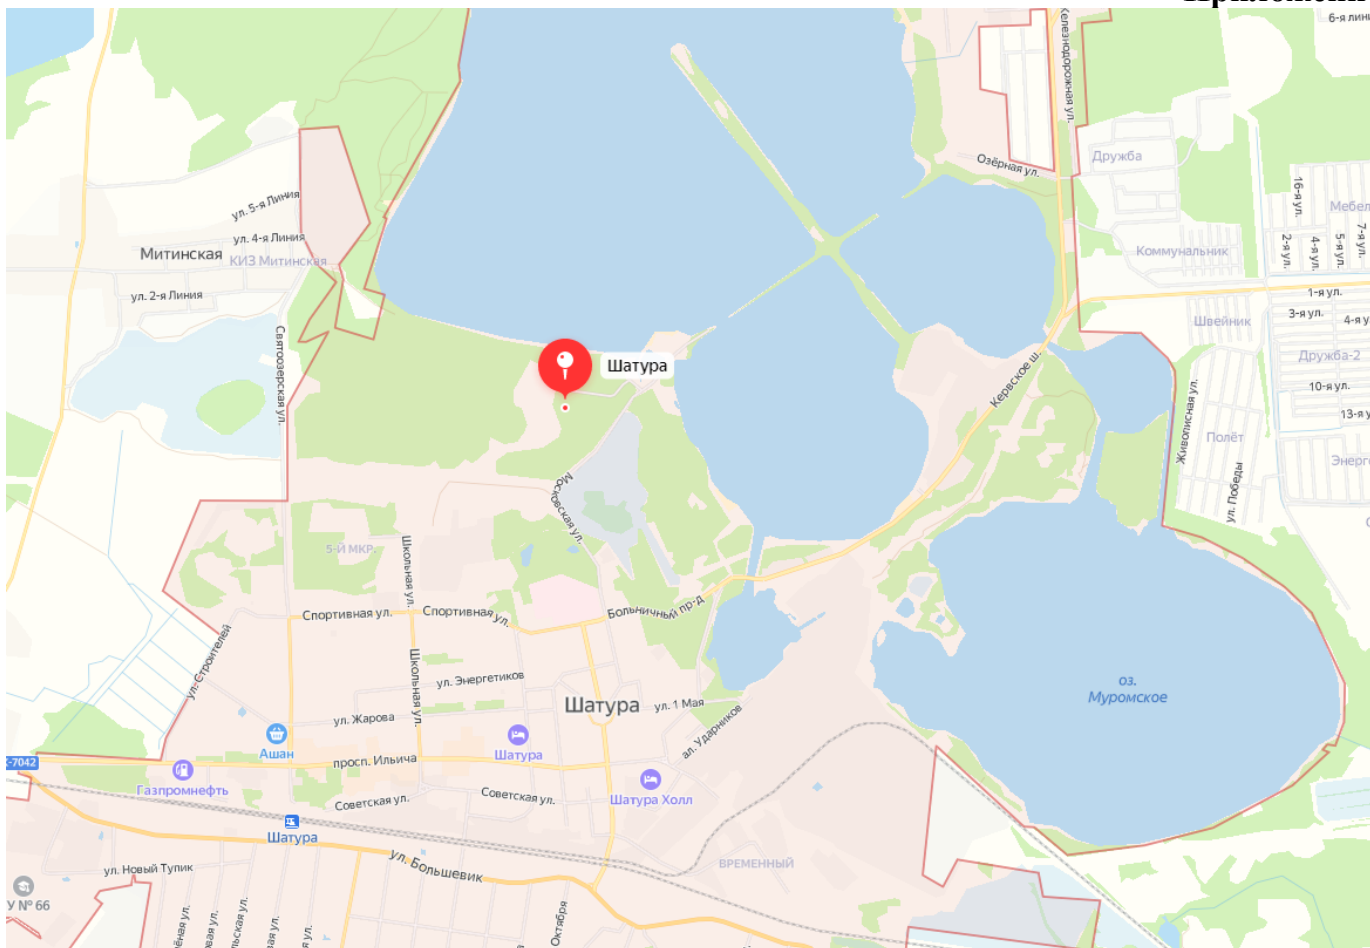 6-я лини
Железнодорожная ул.
Озёрная ул.
Дружба
16-я ул.
Мебел
ул. 5-я Линия
ул. 4-я Линия
Митинская
КИЗ Митинская
2-я ул.
4-я ул.
5-я ул.
7-я ул.
Коммунальник
ул. 2-я Линия
1-я ул.
3-я ул.
4-я у
Швейник
Святоозерская ул.
Шатура
Кервское ш.
Дружба-2
10-я ул.
13-я у
Живописная ул.
Полёт
Энерге
ул. Победы
Московская ул.
5-Й МКР.
Школьная ул.
Спортивная ул.
Спортивная ул.
Больничный пр-д
ул. Строителей
Школьная ул.
ул. Энергетиков
оз.
Муромское
Шатура
ул. 1 Мая
ул. Жарова
ал. Ударников
Ашан
Шатура
-7042
просп. Ильича
Газпромнефть
Советская ул.
Советская ул.
Шатура Холл
Шатура
ул. Большевик
ВРЕМЕННЫЙ
ул. Новый Тупик
У № 66
Октября